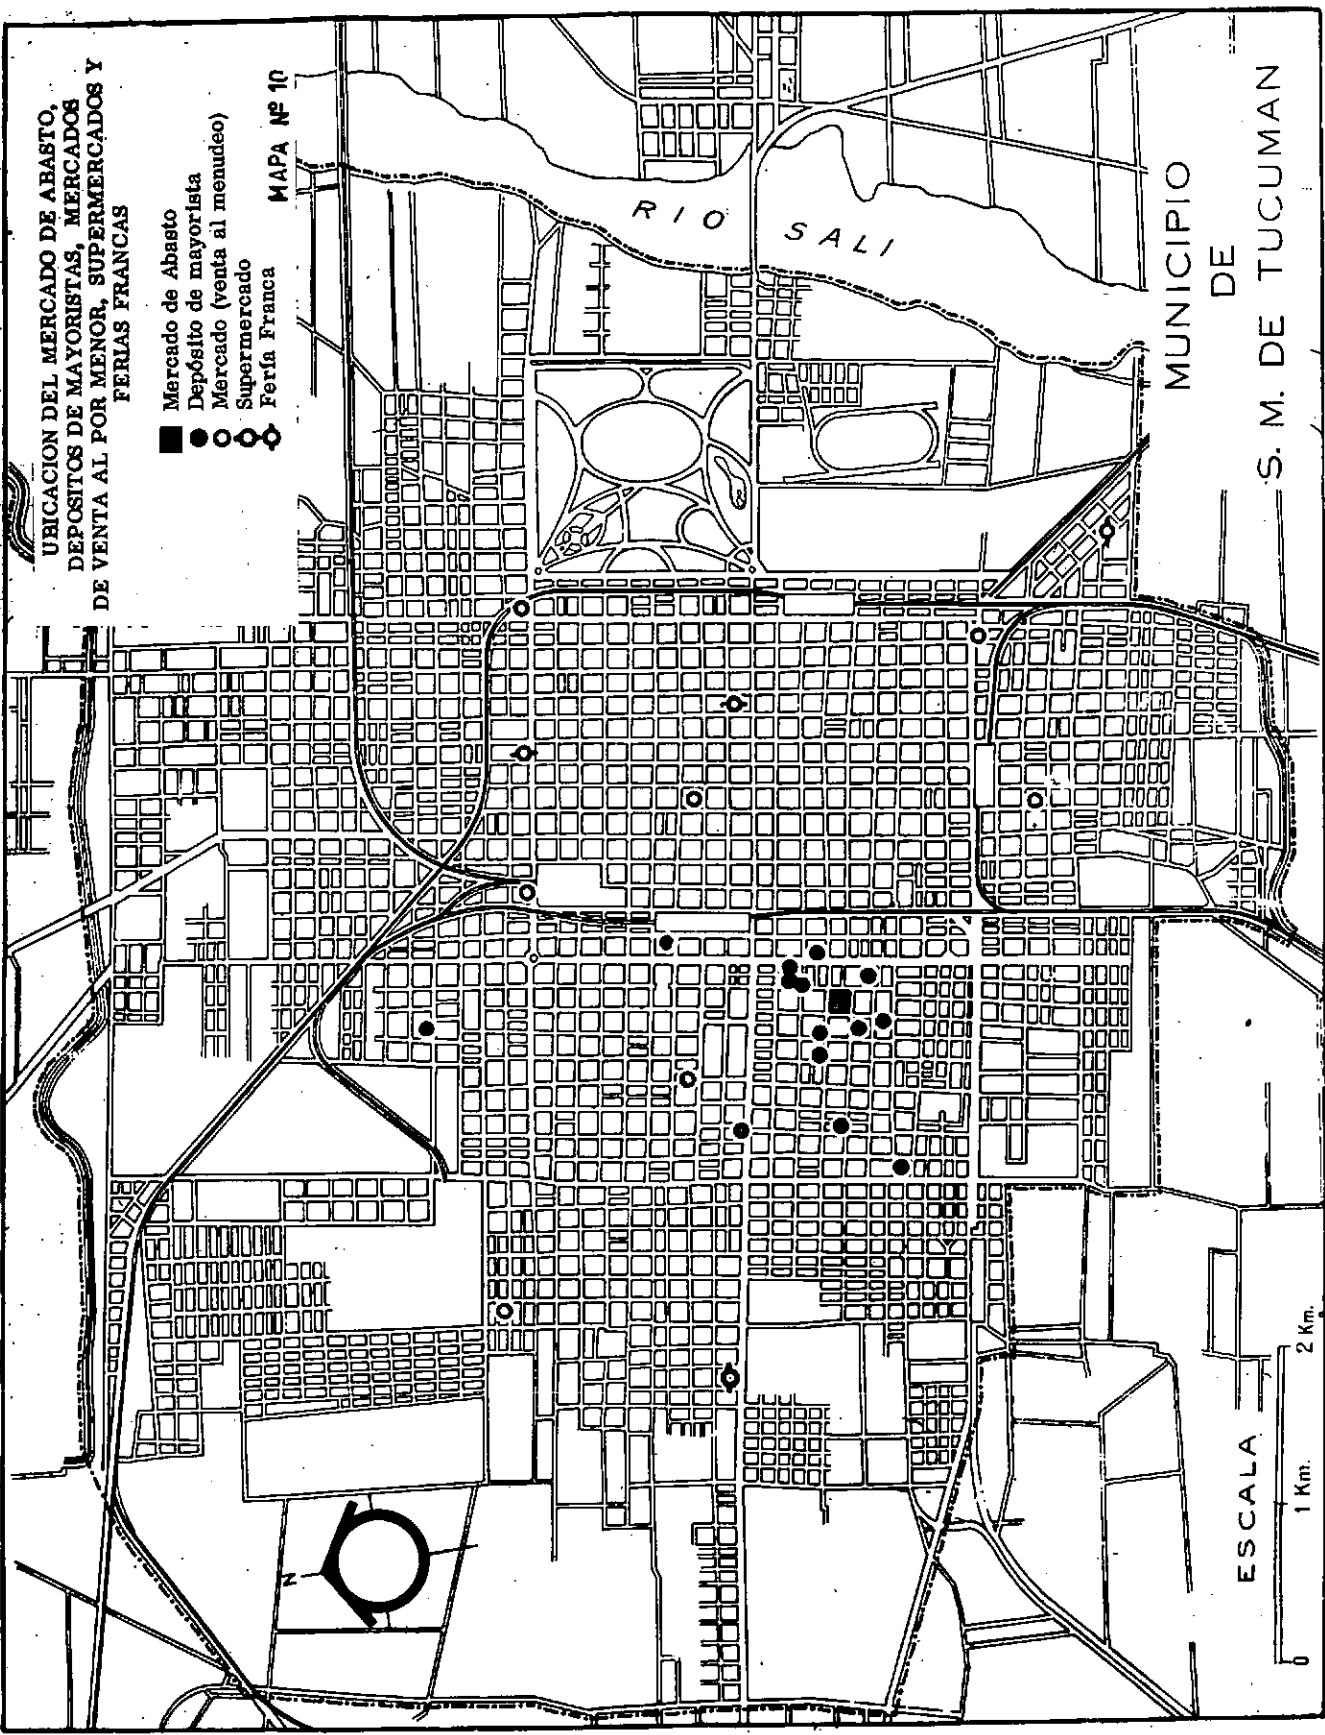 UBICACION DEL MERCADO DE ABASTO,
DEPOSITOS DE MAYORISTAS, MERCADOS
DE VENTA AL POR MENOR, SUPERMERCADOS Y
FERIAS FRANCAS
Mercado de Abasto
Depósito de mayorista
Mercado (venta al menudeo)
Supermercado
Feria Franca
MAPA Nº 10
RIO SALI
MUNICIPIO
DE
S. M. DE TUCUMAN
N
ESCALA
0 1 Km. 2 Km.